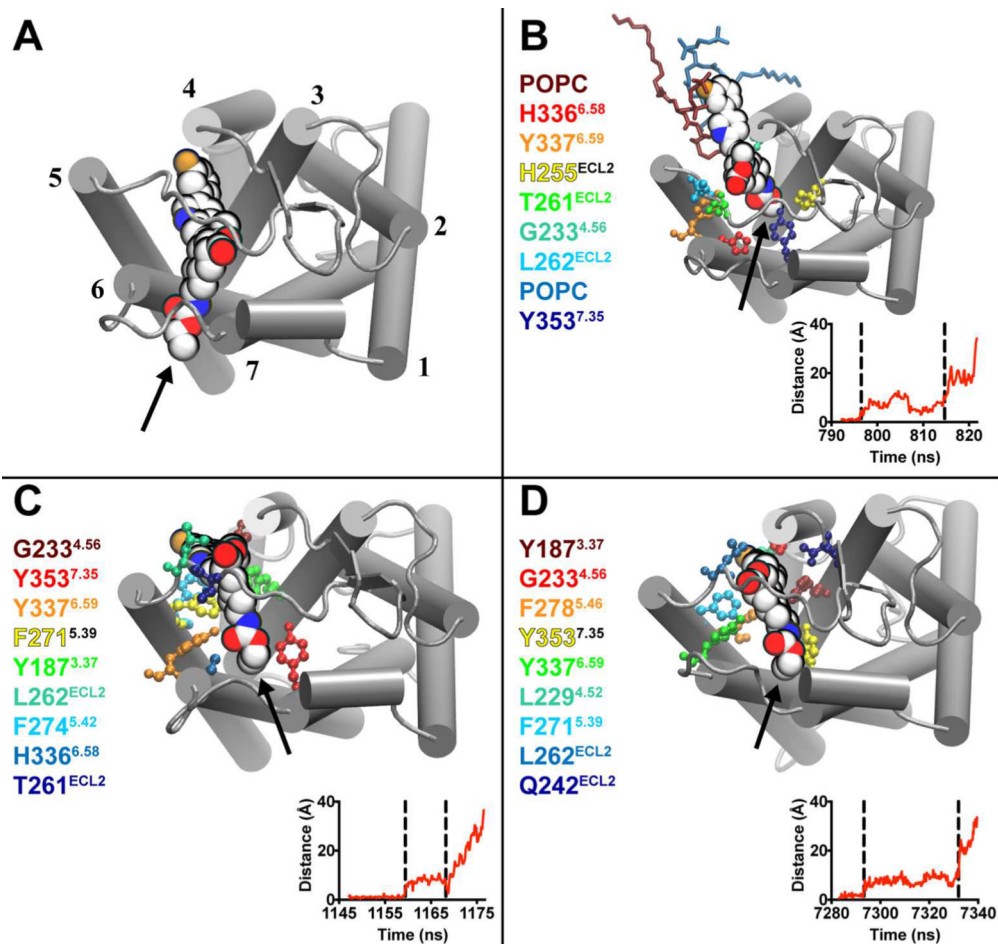 A
4
3
5
2
6
7
1
B
POPC
H336^6.58
Y337^6.59
H255^ECL2
T261^ECL2
G233^4.56
L262^ECL2
POPC
Y353^7.35
Distance (Å)
40
20
0
790 800 810 820
Time (ns)
C
G233^4.56
Y353^7.35
Y337^6.59
F271^5.39
Y187^3.37
L262^ECL2
F274^5.42
H336^6.58
T261^ECL2
Distance (Å)
40
20
0
1145 1155 1165 1175
Time (ns)
D
Y187^3.37
G233^4.56
F278^5.46
Y353^7.35
Y337^6.59
L229^4.52
F271^5.39
L262^ECL2
Q242^ECL2
Distance (Å)
40
20
0
7280 7300 7320 7340
Time (ns)